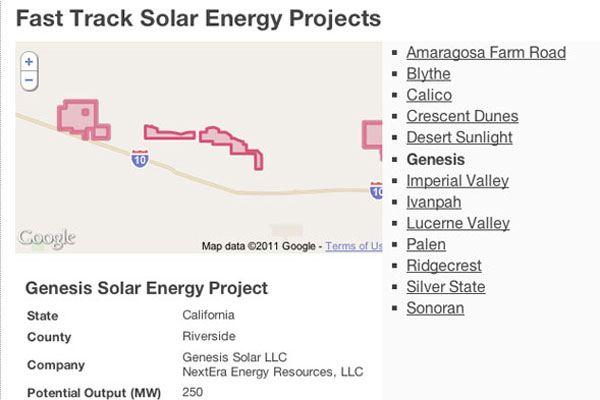 Fast Track Solar Energy Projects
+
−
10
10
Google
Map data ©2011 Google - Terms of Us
Amaragosa Farm Road
Blythe
Calico
Crescent Dunes
Desert Sunlight
Genesis
Imperial Valley
Ivanpah
Lucerne Valley
Palen
Ridgecrest
Silver State
Sonoran
Genesis Solar Energy Project
State California
County Riverside
Company Genesis Solar LLC
NextEra Energy Resources, LLC
Potential Output (MW) 250